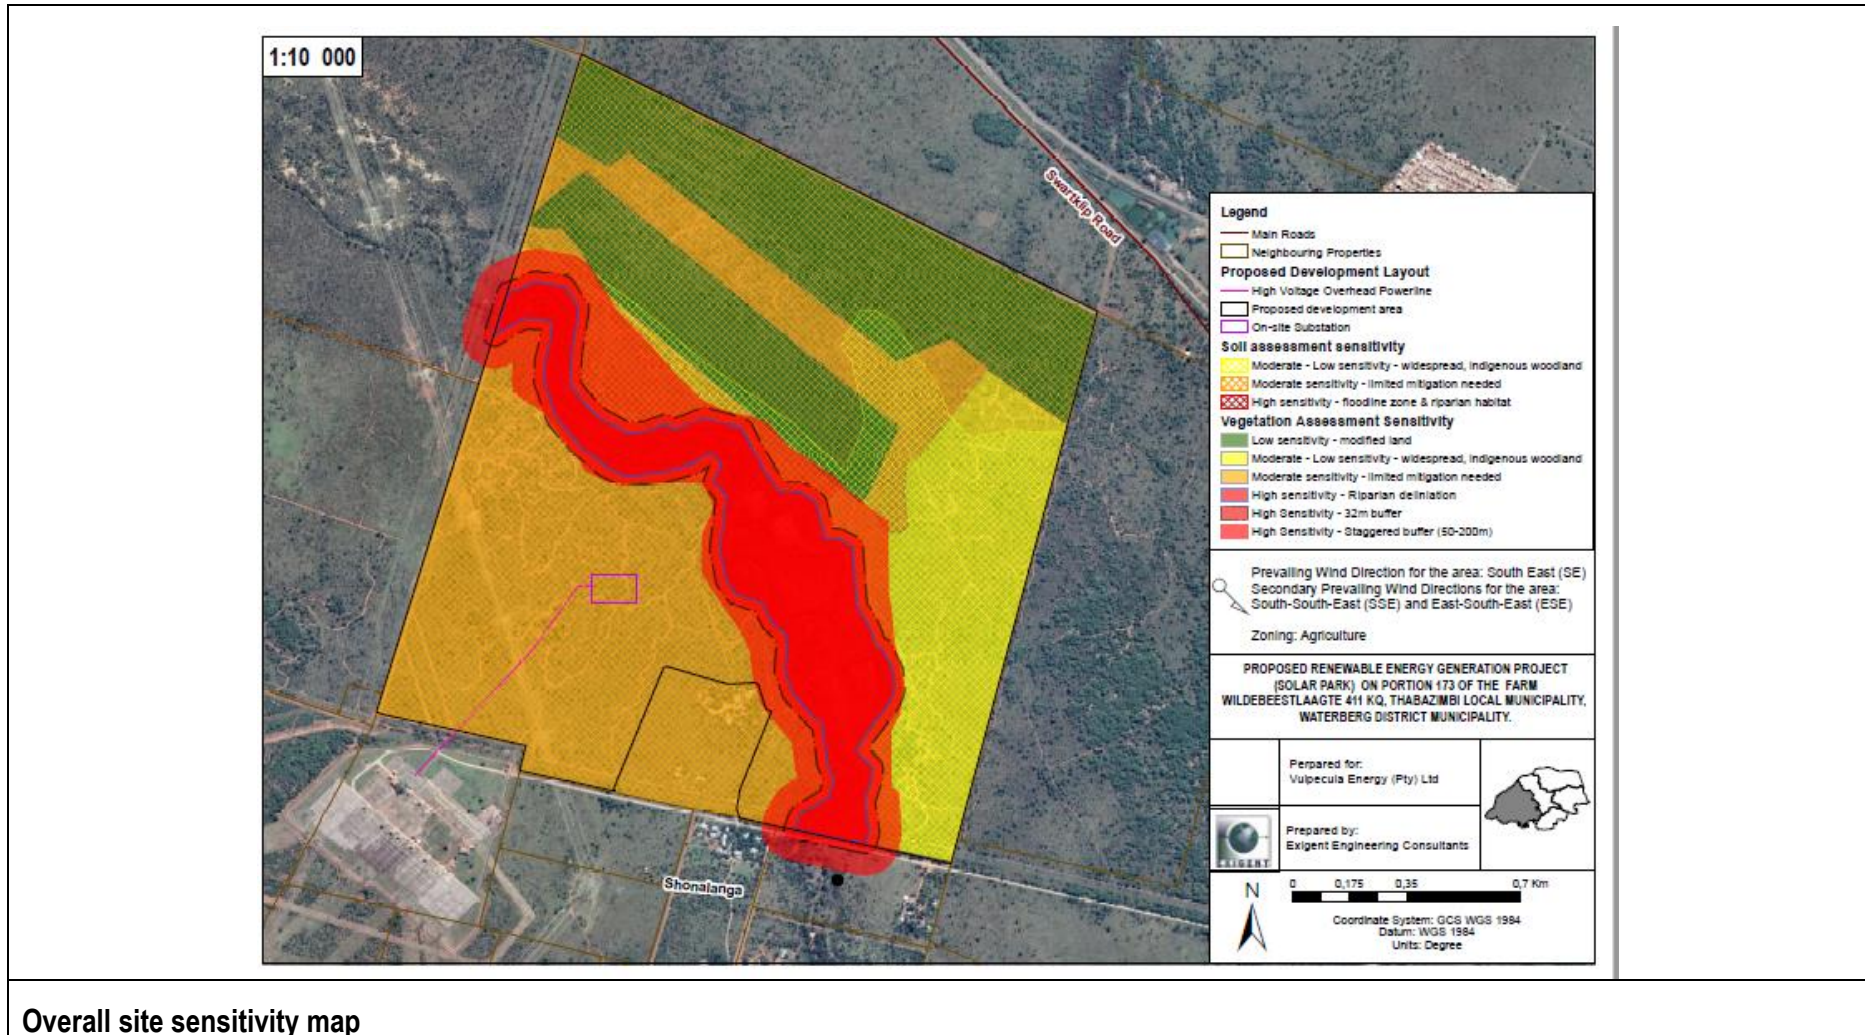 1:10 000
Swartklip Road
Shonalanga
Legend
Main Roads
Neighbouring Properties
Proposed Development Layout
High Voltage Overhead Powerline
Proposed development area
On-site Substation
Soil assessment sensitivity
Moderate - Low sensitivity - widespread, indigenous woodland
Moderate sensitivity - limited mitigation needed
High sensitivity - floodline zone & riparian habitat
Vegetation Assessment Sensitivity
Low sensitivity - modified land
Moderate - Low sensitivity - widespread, indigenous woodland
Moderate sensitivity - limited mitigation needed
High sensitivity - Riparian deliniation
High Sensitivity - 32m buffer
High Sensitivity - Staggered buffer (50-200m)
Prevailing Wind Direction for the area: South East (SE)
Secondary Prevailing Wind Directions for the area:
South-South-East (SSE) and East-South-East (ESE)
Zoning: Agriculture
PROPOSED RENEWABLE ENERGY GENERATION PROJECT
(SOLAR PARK) ON PORTION 173 OF THE FARM
WILDEBEESTLAAGTE 411 KQ, THABAZIMBI LOCAL MUNICIPALITY,
WATERBERG DISTRICT MUNICIPALITY.
Perpared for:
Vulpecula Energy (Pty) Ltd
EXIGENT
Prepared by:
Exigent Engineering Consultants
N
0 0,175 0,35 0,7 Km
Coordinate System: GCS WGS 1984
Datum: WGS 1984
Units: Degree
Overall site sensitivity map